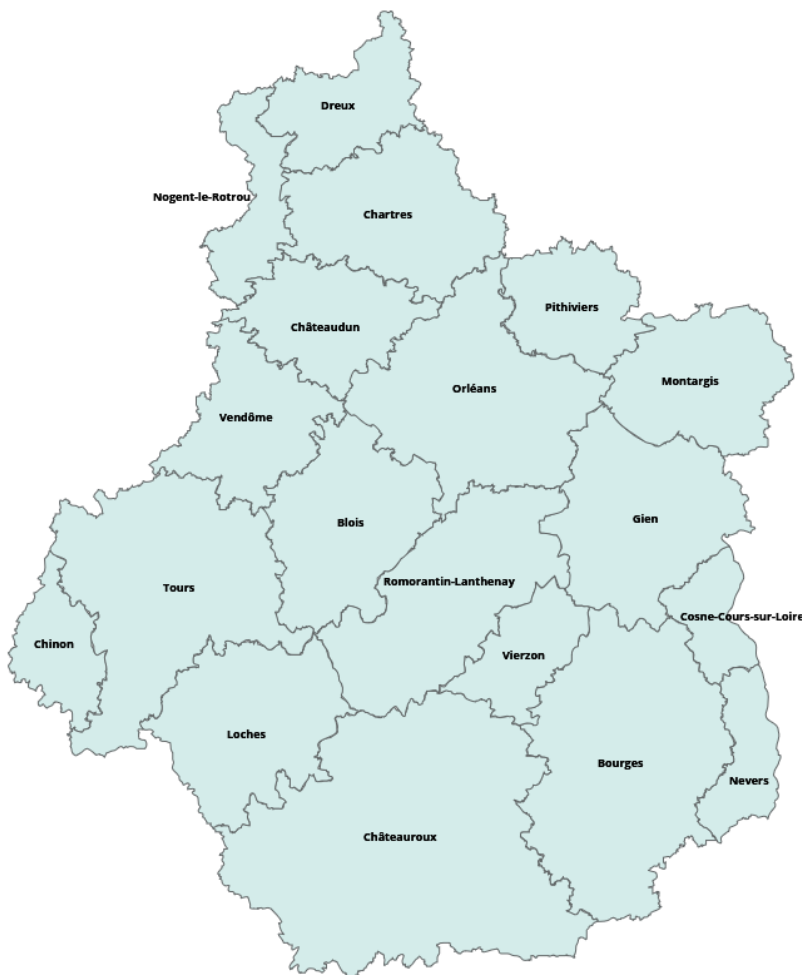 Dreux
Nogent-le-Rotrou
Chartres
Pithiviers
Châteaudun
Montargis
Orléans
Vendôme
Gien
Blois
Romorantin-Lanthenay
Tours
Cosne-Cours-sur-Loire
Chinon
Vierzon
Loches
Bourges
Nevers
Châteauroux